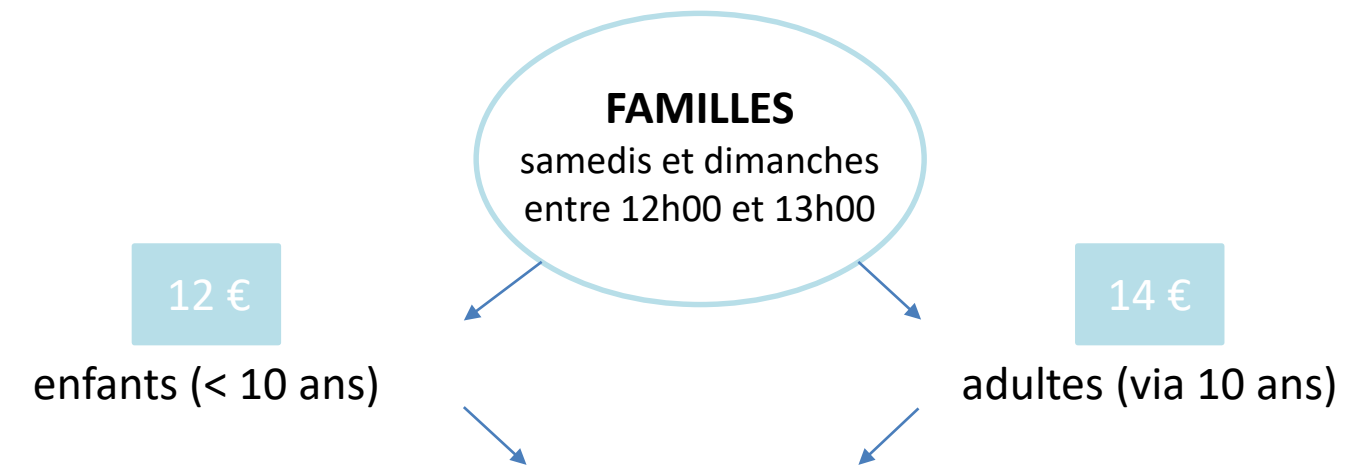 FAMILLES
samedis et dimanches
entre 12h00 et 13h00
12 €
enfants (< 10 ans)
14 €
adultes (via 10 ans)